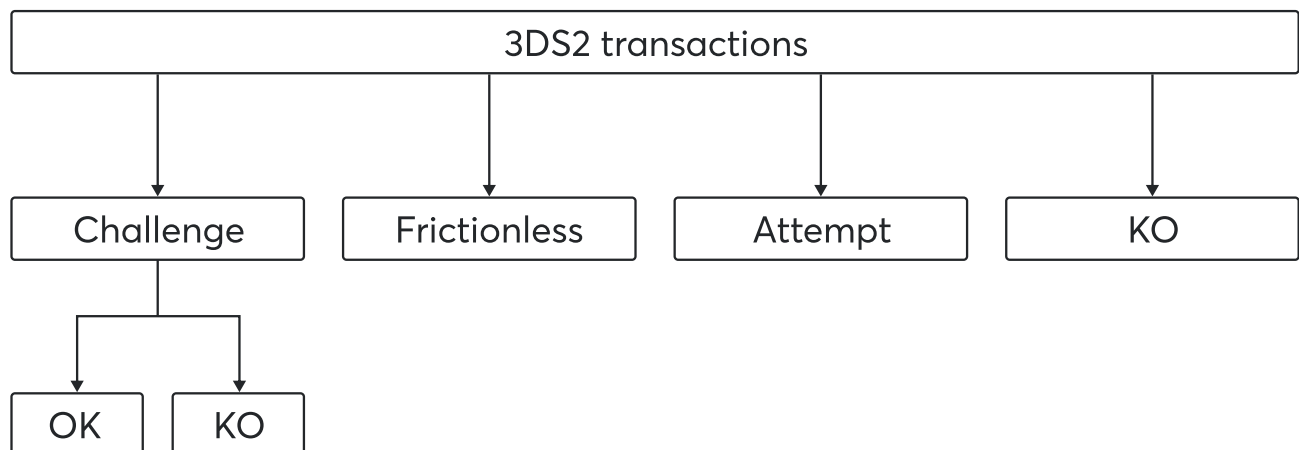 3DS2 transactions
Challenge
Frictionless
Attempt
KO
OK
KO